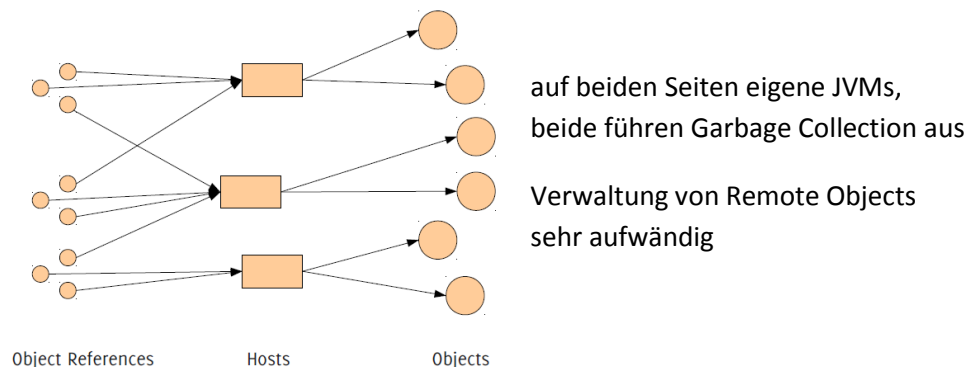 auf beiden Seiten eigene JVMs,
beide führen Garbage Collection aus
Verwaltung von Remote Objects
sehr aufwändig
Object References
Hosts
Objects